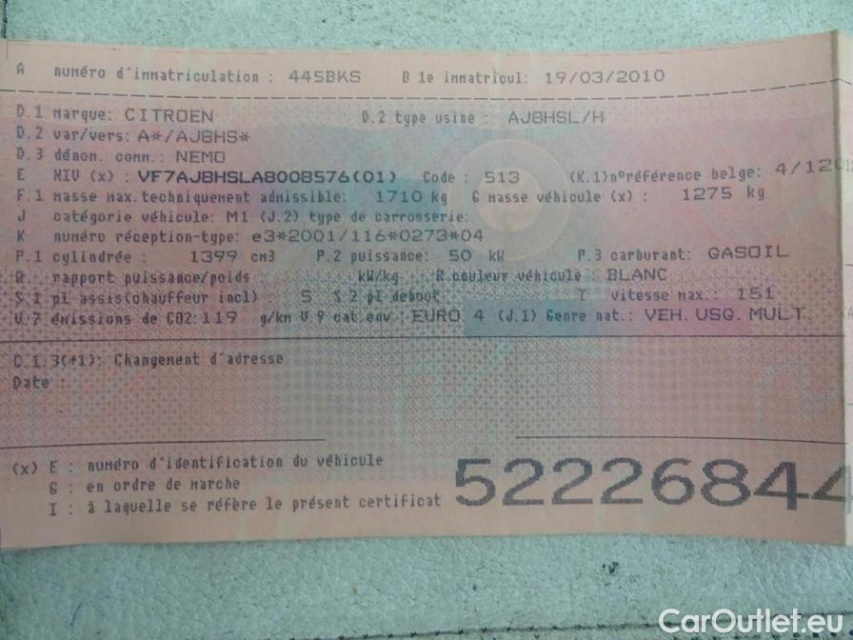 A numéro d'immatriculation : 445BKS B 1e immatricul: 19/03/2010
D.1 marque: CITROEN D.2 type usine : AJ8HSL/H
D.2 var/vers: A*/AJ8HS*
D.3 dénom. comm.: NEMO
E NIV (x) : VF7AJ8HSLA8008576(01) Code : 513 (K.1)n°référence belge: 4/12
F.1 masse max.techniquement admissible: 1710 kg G masse véhicule (x) : 1275 kg
J catégorie véhicule: M1 (J.2) type de carrosserie:
K numéro réception-type: e3*2001/116*0273*04
P.1 cylindrée : 1399 cm3 P.2 puissance: 50 kW P.3 carburant: GASOIL
Q rapport puissance/poids : kW/kg R couleur véhicule : BLANC
S.1 pl assis(chauffeur incl) : 5 S.2 pl debout T vitesse max.: 151
V.7 émissions de CO2: 119 g/km V.9 cat.env : EURO 4 (J.1) Genre nat.: VEH. USG. MULT.
C.1.3(+1): Changement d'adresse
Date :
(x) E : numéro d'identification du véhicule
G : en ordre de marche
I : à laquelle se réfère le présent certificat
52226844
CarOutlet.eu